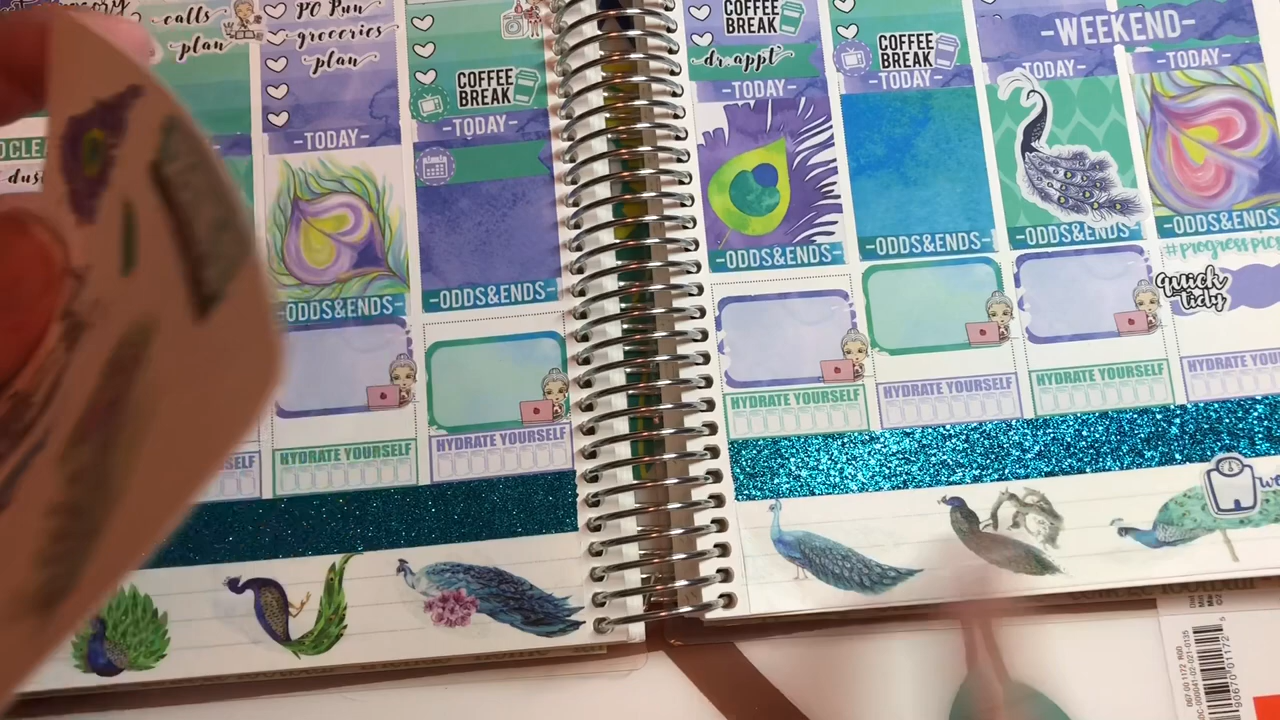 calls
plan
PO Run
groceries
plan
COFFEE
BREAK
-TODAY-
-TODAY-
-ODDS&ENDS-
-ODDS&ENDS-
HYDRATE YOURSELF
HYDRATE YOURSELF
COFFEE
BREAK
dr. appt
-TODAY-
COFFEE
BREAK
-TODAY-
-WEEKEND-
-TODAY-
-TODAY-
-ODDS&ENDS-
-ODDS&ENDS-
-ODDS&ENDS-
-ODDS&ENDS
#progresspics
quick
tidy
HYDRATE YOURSELF
HYDRATE YOURSELF
HYDRATE YOURSELF
HYDRATE YOURSELF